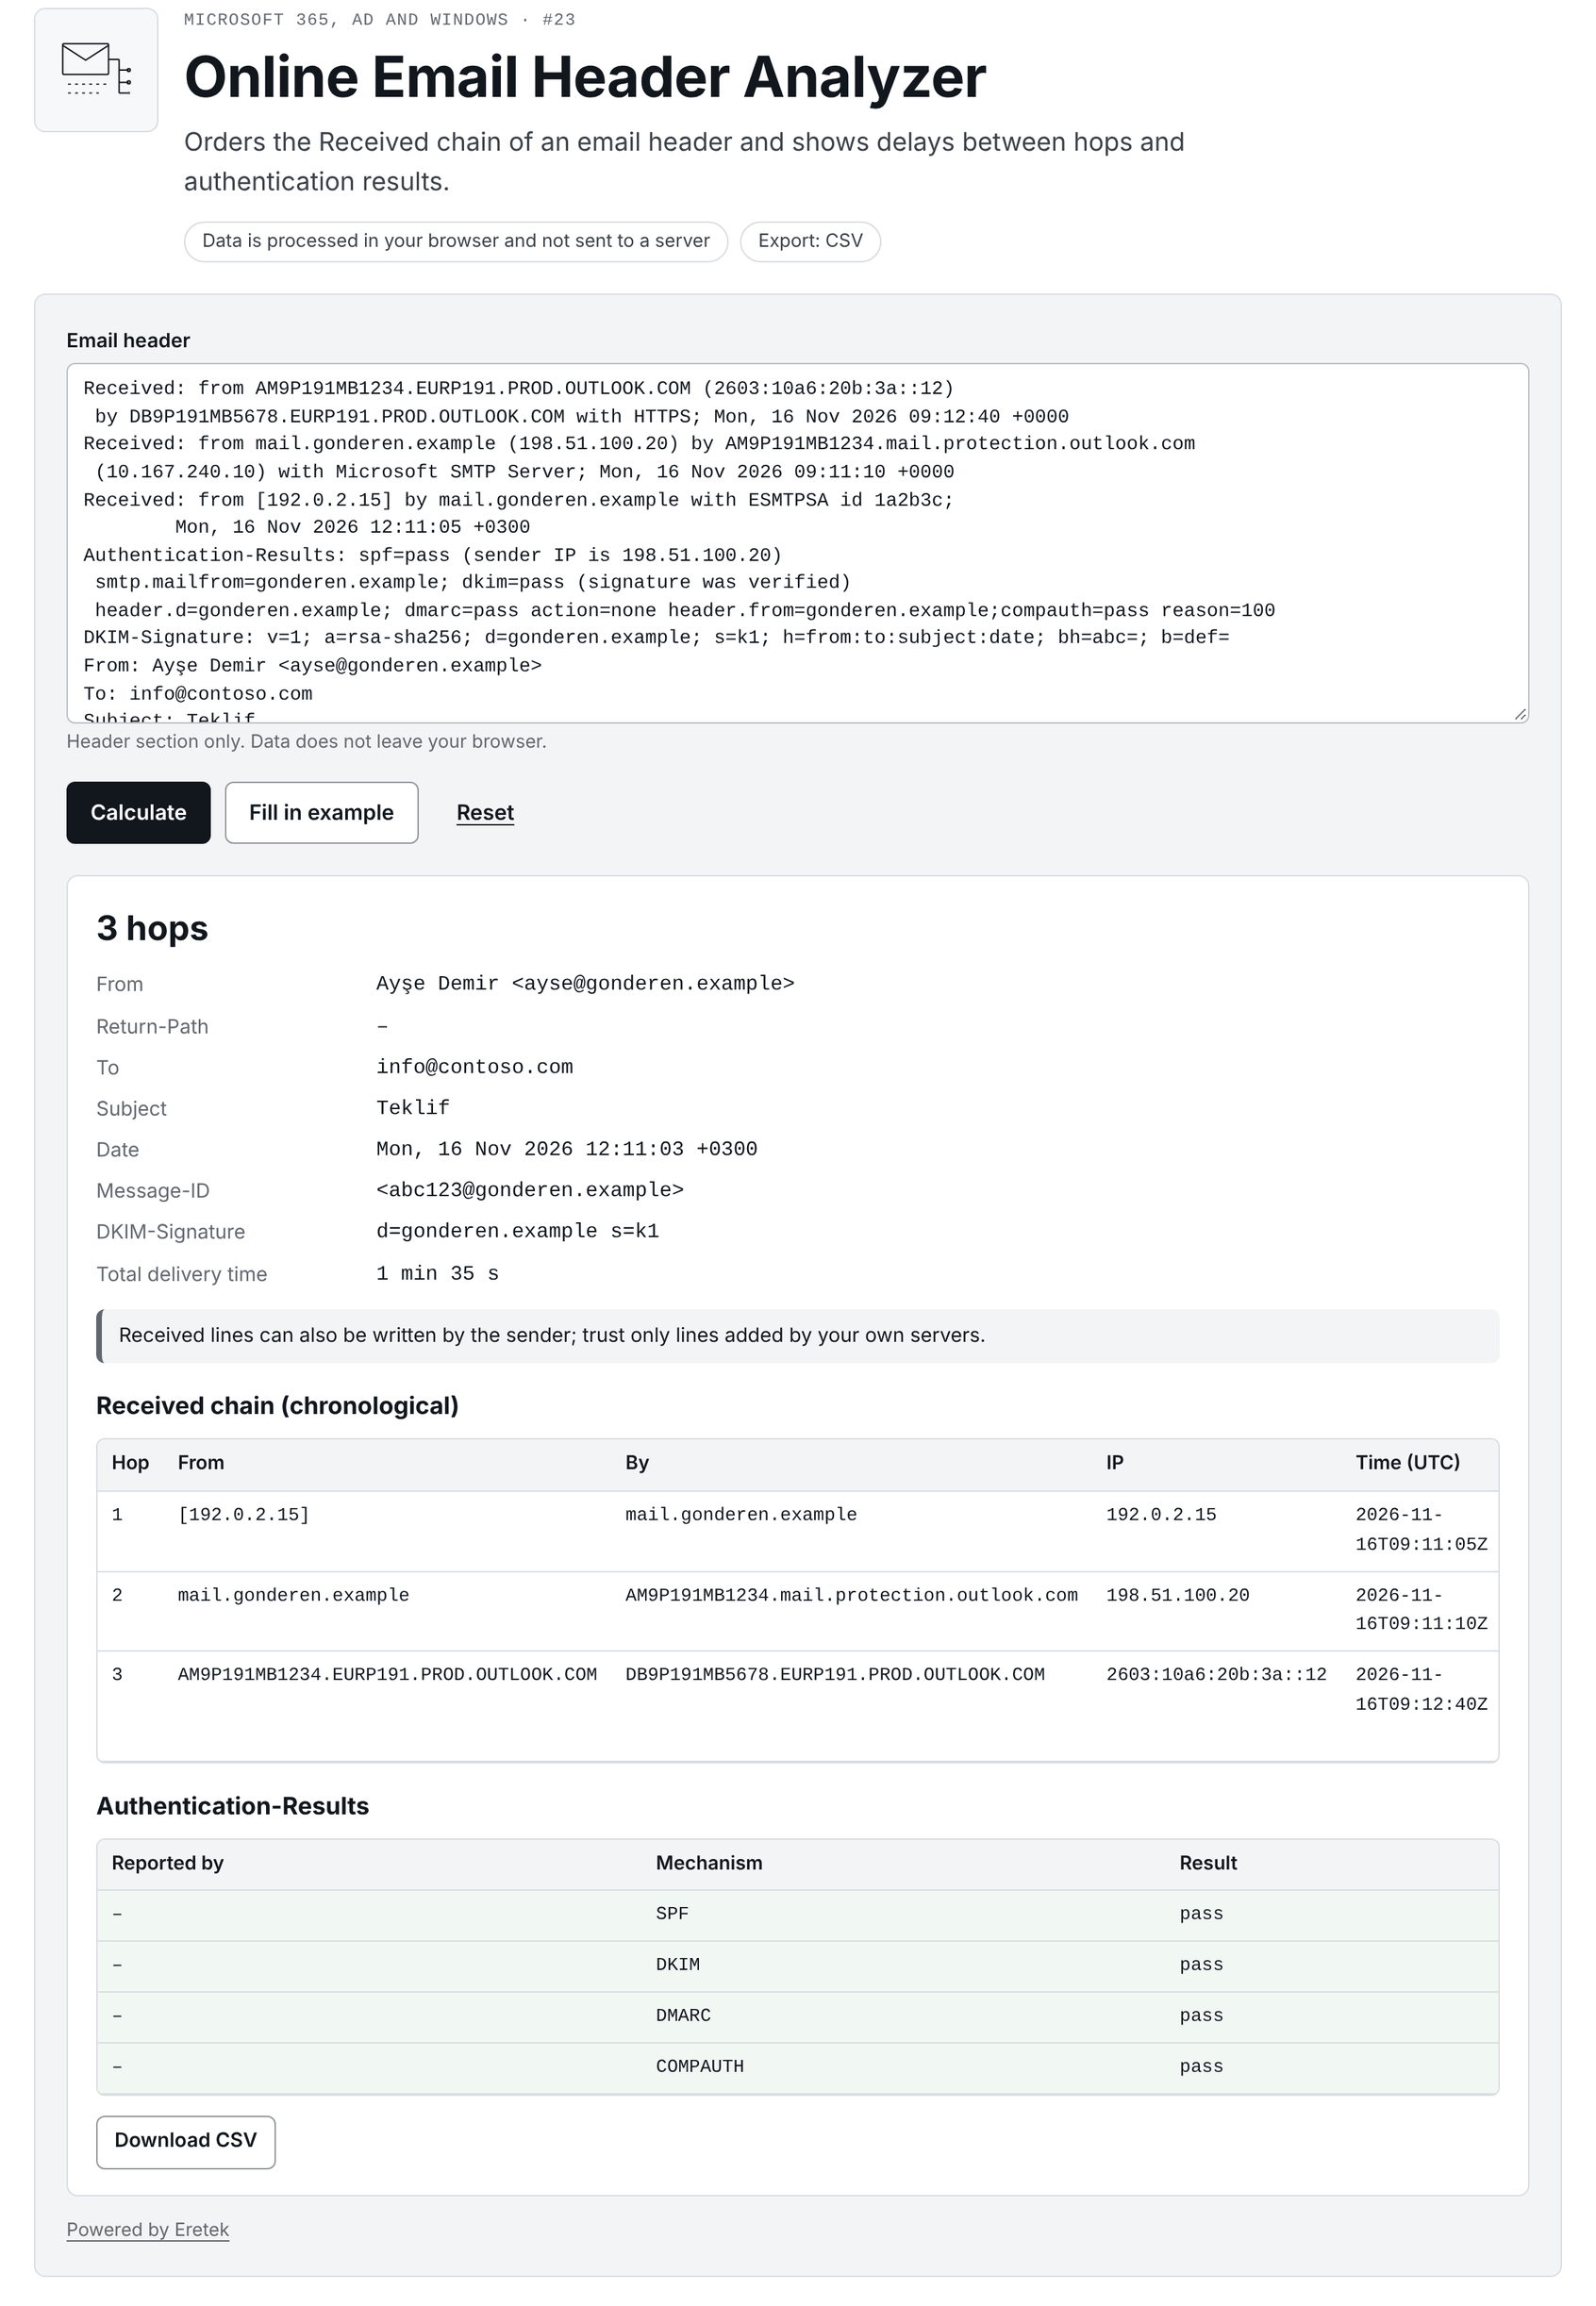 MICROSOFT 365, AD AND WINDOWS · #23
Online Email Header Analyzer
Orders the Received chain of an email header and shows delays between hops and
authentication results.
Data is processed in your browser and not sent to a server
Export: CSV
Email header
Received: from AM9P191MB1234.EURP191.PROD.OUTLOOK.COM (2603:10a6:20b:3a::12)
 by DB9P191MB5678.EURP191.PROD.OUTLOOK.COM with HTTPS; Mon, 16 Nov 2026 09:12:40 +0000
Received: from mail.gonderen.example (198.51.100.20) by AM9P191MB1234.mail.protection.outlook.com
 (10.167.240.10) with Microsoft SMTP Server; Mon, 16 Nov 2026 09:11:10 +0000
Received: from [192.0.2.15] by mail.gonderen.example with ESMTPSA id 1a2b3c;
        Mon, 16 Nov 2026 12:11:05 +0300
Authentication-Results: spf=pass (sender IP is 198.51.100.20)
 smtp.mailfrom=gonderen.example; dkim=pass (signature was verified)
 header.d=gonderen.example; dmarc=pass action=none header.from=gonderen.example;compauth=pass reason=100
DKIM-Signature: v=1; a=rsa-sha256; d=gonderen.example; s=k1; h=from:to:subject:date; bh=abc=; b=def=
From: Ayşe Demir <ayse@gonderen.example>
To: info@contoso.com
Subject: Teklif
Header section only. Data does not leave your browser.
Calculate
Fill in example
Reset
3 hops
From Ayşe Demir <ayse@gonderen.example>
Return-Path –
To info@contoso.com
Subject Teklif
Date Mon, 16 Nov 2026 12:11:03 +0300
Message-ID <abc123@gonderen.example>
DKIM-Signature d=gonderen.example s=k1
Total delivery time 1 min 35 s
Received lines can also be written by the sender; trust only lines added by your own servers.
Received chain (chronological)
Hop From By IP Time (UTC)
1 [192.0.2.15] mail.gonderen.example 192.0.2.15 2026-11-
16T09:11:05Z
2 mail.gonderen.example AM9P191MB1234.mail.protection.outlook.com 198.51.100.20 2026-11-
16T09:11:10Z
3 AM9P191MB1234.EURP191.PROD.OUTLOOK.COM DB9P191MB5678.EURP191.PROD.OUTLOOK.COM 2603:10a6:20b:3a::12 2026-11-
16T09:12:40Z
Authentication-Results
Reported by Mechanism Result
– SPF pass
– DKIM pass
– DMARC pass
– COMPAUTH pass
Download CSV
Powered by Eretek